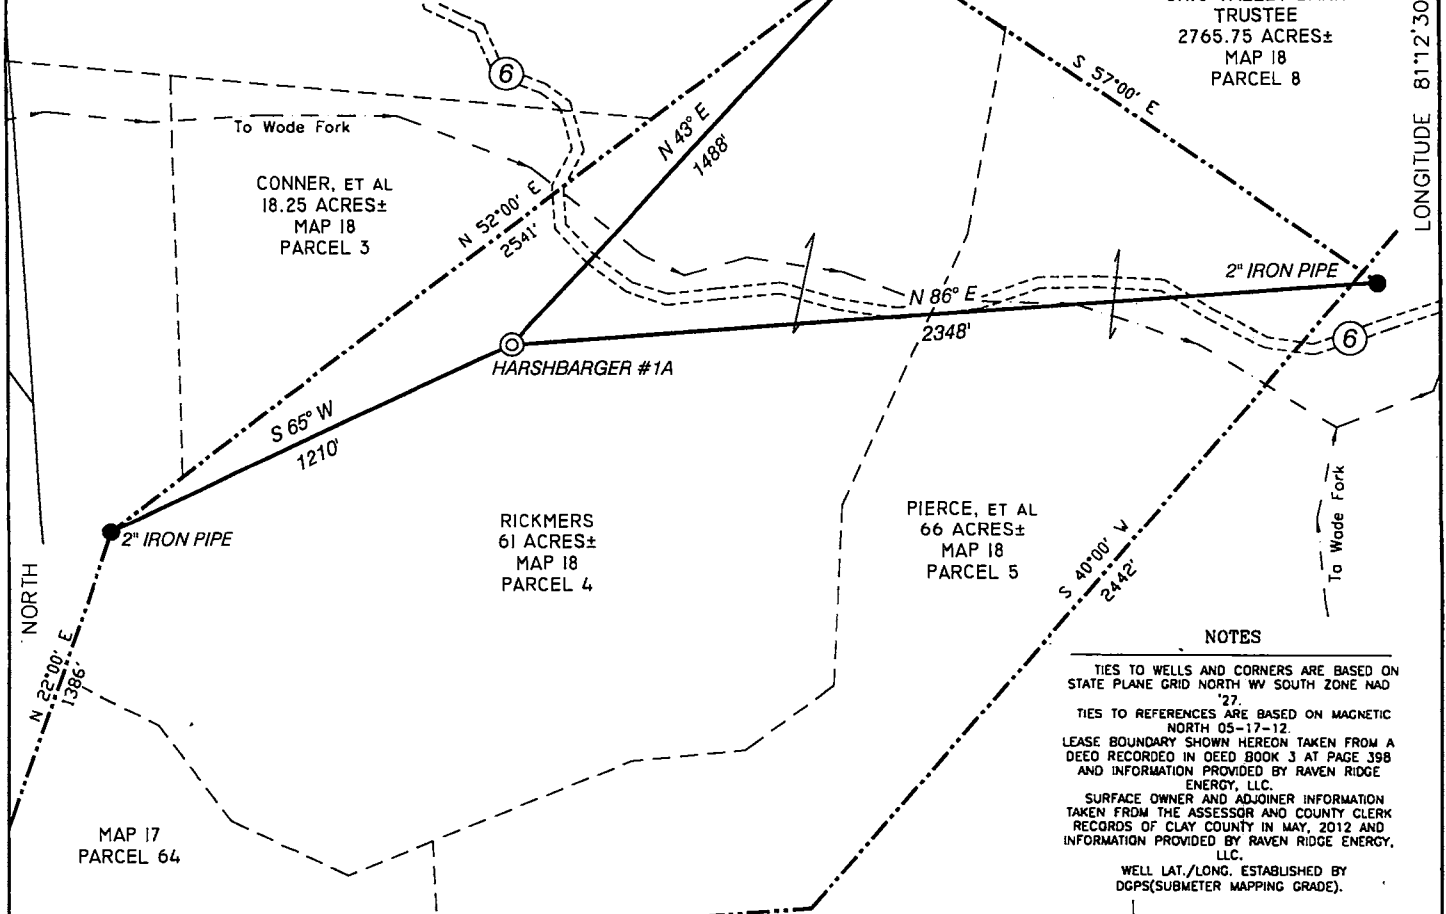 TRUSTEE
2765.75 ACRES±
MAP 18
PARCEL 8
LONGITUDE 81°12'30
S 57°00' E
6
To Wade Fork
N 43° E
1488'
CONNER, ET AL
18.25 ACRES±
MAP 18
PARCEL 3
N 52°00' E
2541'
2" IRON PIPE
N 86° E
2348'
6
HARSHBARGER #1A
S 65° W
1210'
2" IRON PIPE
RICKMERS
61 ACRES±
MAP 18
PARCEL 4
PIERCE, ET AL
66 ACRES±
MAP 18
PARCEL 5
S 40°00' W
2442'
To Wade Fork
NORTH
N 22°00' E
1386'
MAP 17
PARCEL 64
NOTES
TIES TO WELLS AND CORNERS ARE BASED ON
STATE PLANE GRID NORTH WV SOUTH ZONE NAD
'27.
TIES TO REFERENCES ARE BASED ON MAGNETIC
NORTH 05-17-12.
LEASE BOUNDARY SHOWN HEREON TAKEN FROM A
DEED RECORDED IN DEED BOOK 3 AT PAGE 398
AND INFORMATION PROVIDED BY RAVEN RIDGE
ENERGY, LLC.
SURFACE OWNER AND ADJOINER INFORMATION
TAKEN FROM THE ASSESSOR AND COUNTY CLERK
RECORDS OF CLAY COUNTY IN MAY, 2012 AND
INFORMATION PROVIDED BY RAVEN RIDGE ENERGY,
LLC.
WELL LAT./LONG. ESTABLISHED BY
DGPS(SUBMETER MAPPING GRADE).